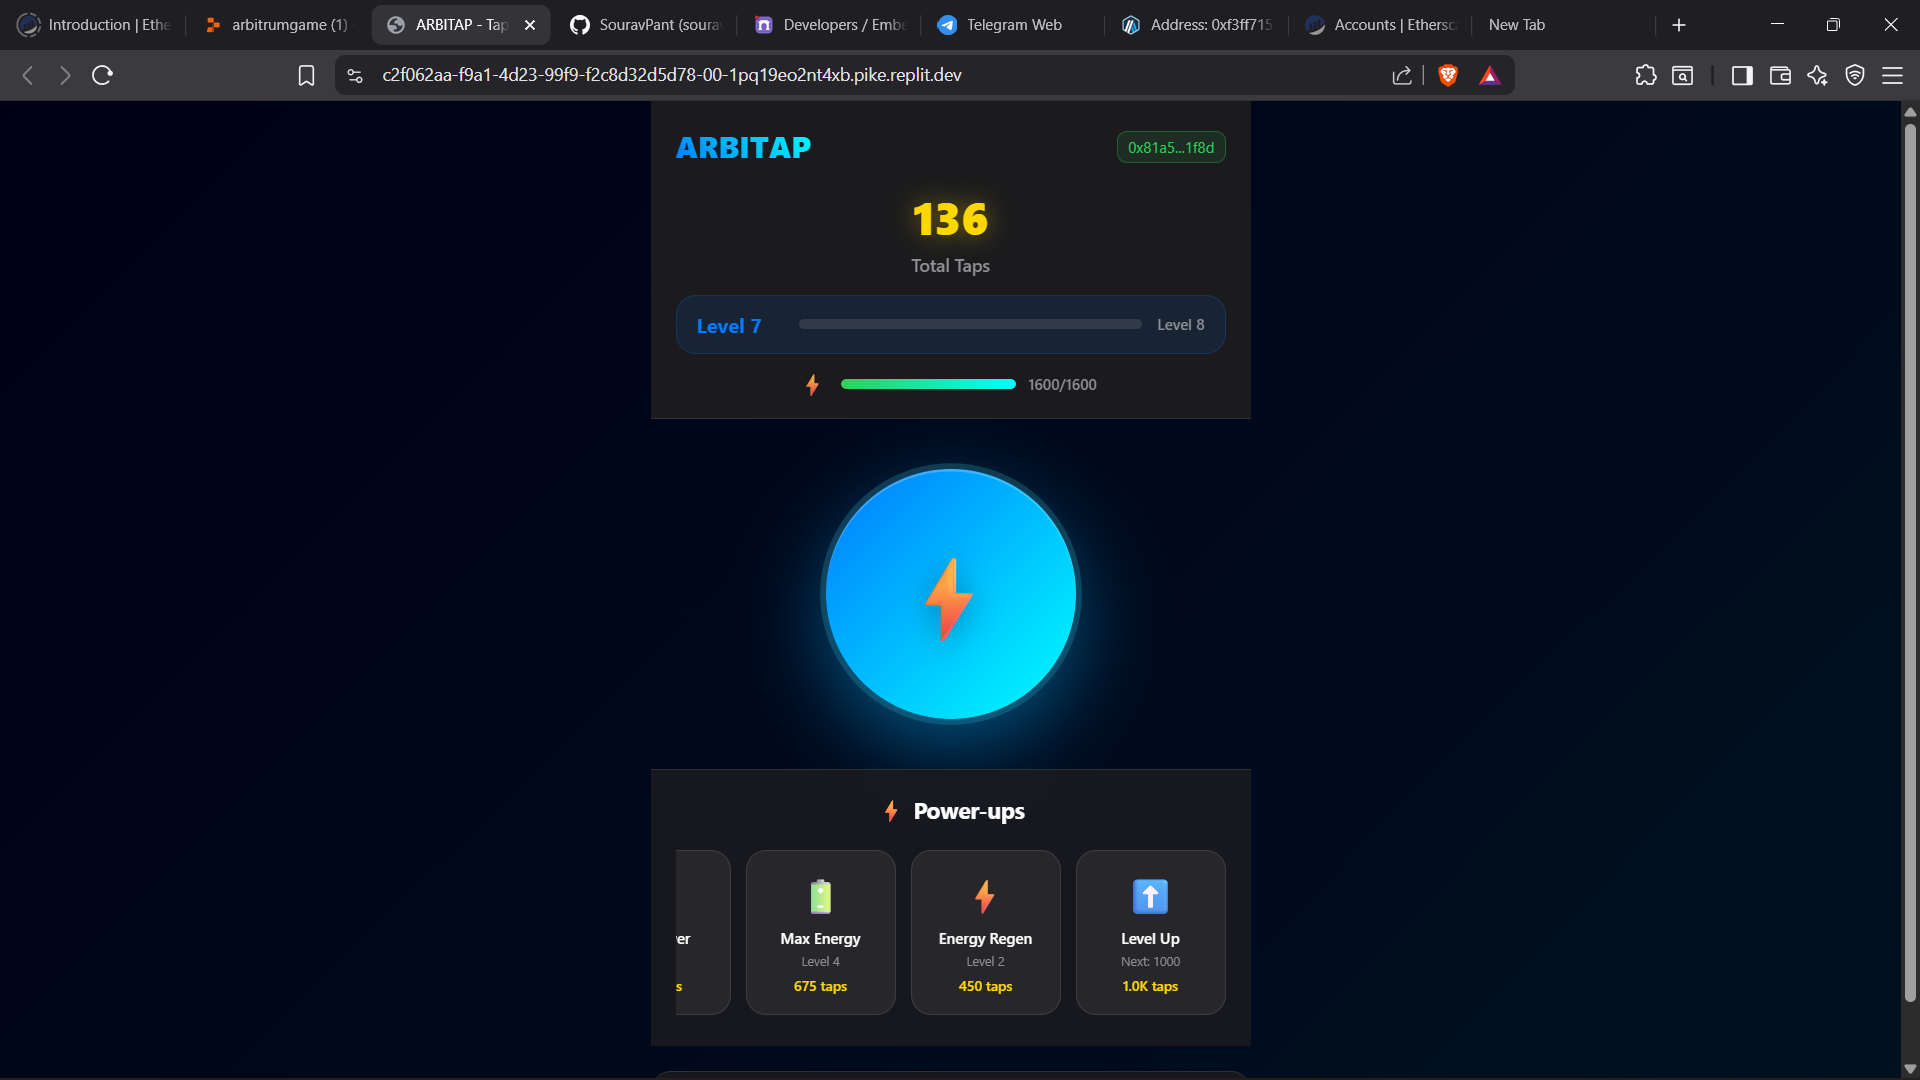 Introduction | Ethe
arbitrumgame (1)
ARBITAP - Tap
SouravPant (soura
Developers / Embe
Telegram Web
Address: 0xf3ff715
Accounts | Ethersc
New Tab
c2f062aa-f9a1-4d23-99f9-f2c8d32d5d78-00-1pq19eo2nt4xb.pike.replit.dev
ARBITAP
0x81a5...1f8d
136
Total Taps
Level 7
Level 8
1600/1600
Power-ups
er
s
Max Energy
Level 4
675 taps
Energy Regen
Level 2
450 taps
Level Up
Next: 1000
1.0K taps